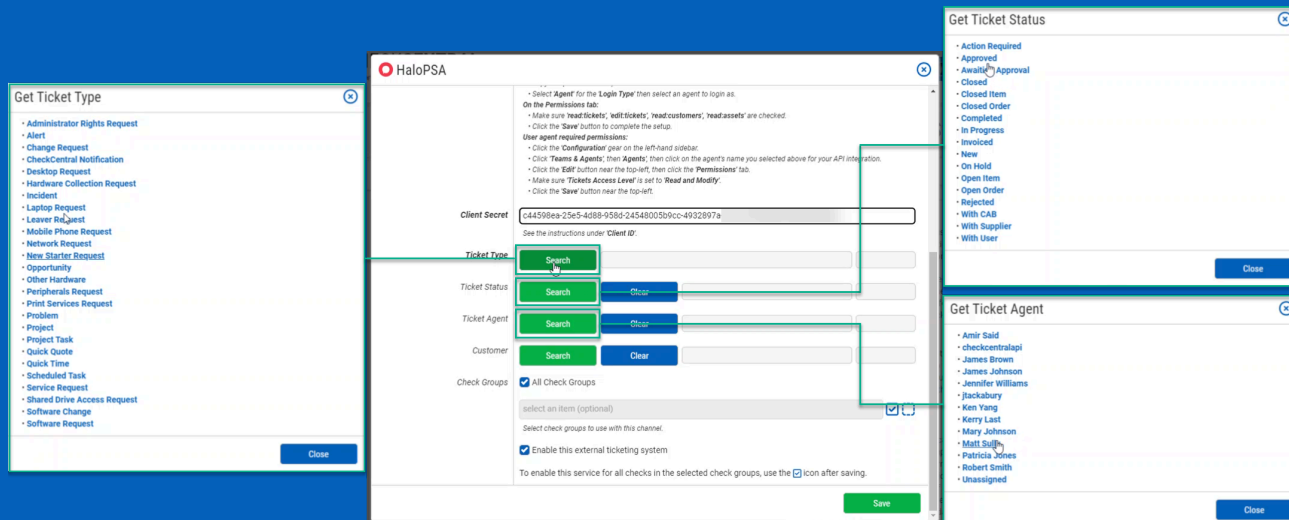 Get Ticket Type
• Administrator Rights Request
• Alert
• Change Request
• CheckCentral Notification
• Desktop Request
• Hardware Collection Request
• Incident
• Laptop Request
• Leaver Request
• Mobile Phone Request
• Network Request
• New Starter Request
• Opportunity
• Other Hardware
• Peripherals Request
• Print Services Request
• Problem
• Project
• Project Task
• Quick Quote
• Quick Time
• Scheduled Task
• Service Request
• Shared Drive Access Request
• Software Change
• Software Request
Close
HaloPSA
• Select 'Agent' for the 'Login Type' then select an agent to login as.
On the Permissions tab:
• Make sure 'read:tickets', 'edit:tickets', 'read:customers', 'read:assets' are checked.
• Click the 'Save' button to complete the setup.
User agent required permissions:
• Click the 'Configuration' gear on the left-hand sidebar.
• Click 'Teams & Agents', then 'Agents', then click on the agent's name you selected above for your API integration.
• Click the 'Edit' button near the top-left, then click the 'Permissions' tab.
• Make sure 'Tickets Access Level' is set to 'Read and Modify'.
• Click the 'Save' button near the top-left.
Client Secret
c44598ea-25e5-4d88-958d-24548005b9cc-4932897a
See the instructions under 'Client ID'.
Ticket Type
Search
Ticket Status
Search Clear
Ticket Agent
Search Clear
Customer
Search Clear
Check Groups
All Check Groups
select an item (optional)
Select check groups to use with this channel.
Enable this external ticketing system
To enable this service for all checks in the selected check groups, use the icon after saving.
Save
Get Ticket Status
• Action Required
• Approved
• Awaiting Approval
• Closed
• Closed Item
• Closed Order
• Completed
• In Progress
• Invoiced
• New
• On Hold
• Open Item
• Open Order
• Rejected
• With CAB
• With Supplier
• With User
Close
Get Ticket Agent
• Amir Said
• checkcentralapi
• James Brown
• James Johnson
• Jennifer Williams
• jtackabury
• Ken Yang
• Kerry Last
• Mary Johnson
• Matt
• Patricia Jones
• Robert Smith
• Unassigned
Close